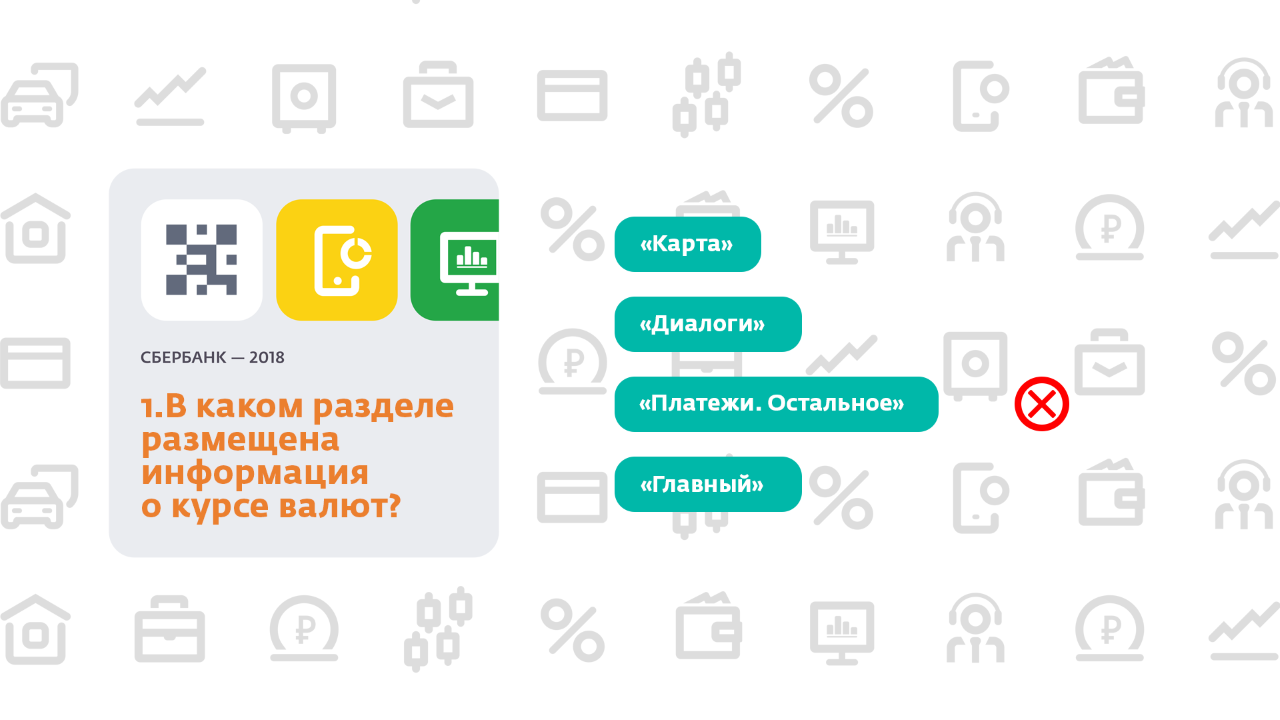 СБЕРБАНК — 2018
1.В каком разделе
размещена
информация
о курсе валют?
«Карта»
«Диалоги»
«Платежи. Остальное»
«Главный»